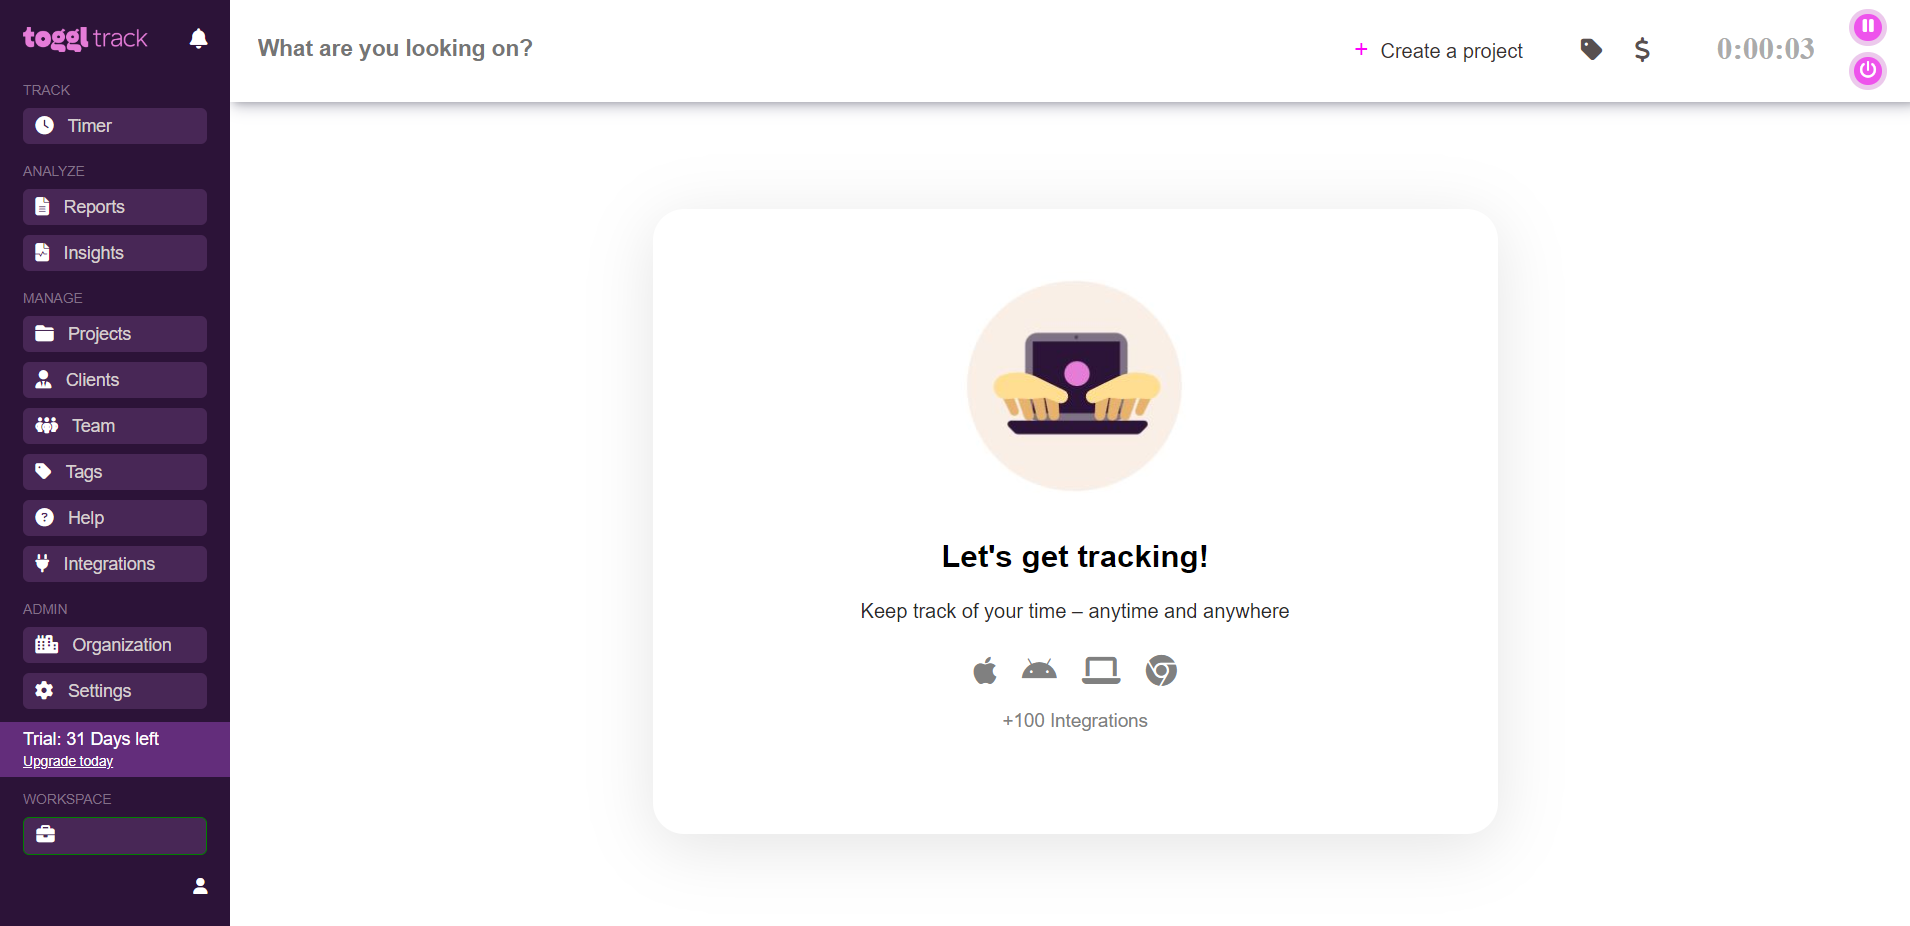 toggl track
TRACK
Timer
ANALYZE
Reports
Insights
MANAGE
Projects
Clients
Team
Tags
Help
Integrations
ADMIN
Organization
Settings
Trial: 31 Days left
Upgrade today
WORKSPACE
What are you looking on?
+ Create a project
$
0:00:03
Let's get tracking!
Keep track of your time – anytime and anywhere
+100 Integrations